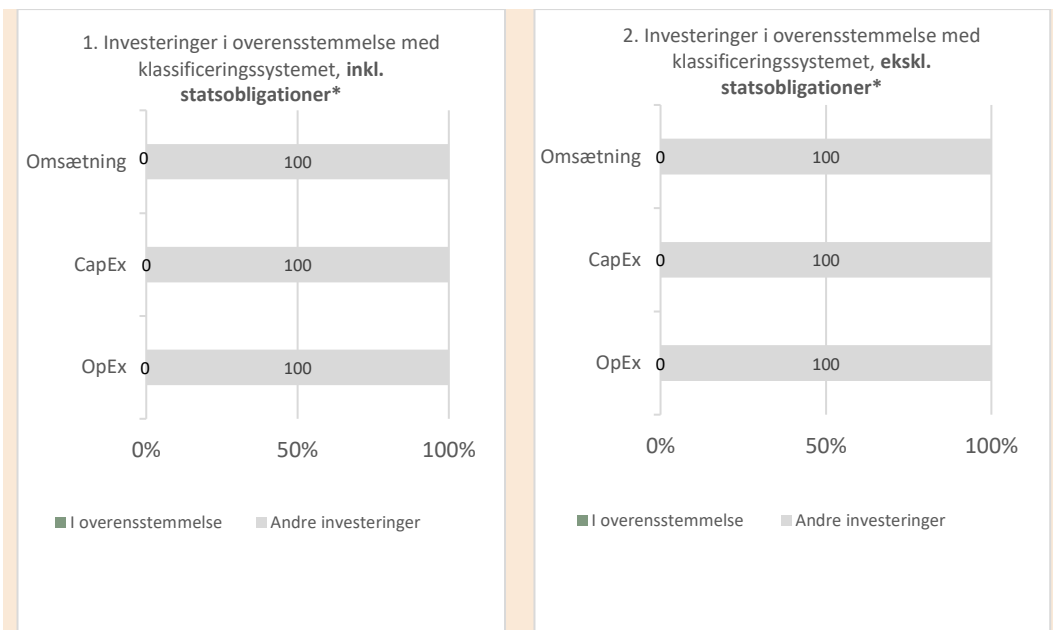 1. Investeringer i overensstemmelse med
klassificeringssystemet, inkl.
statsobligationer*
Omsætning 0 100
CapEx 0 100
OpEx 0 100
0% 50% 100%
I overensstemmelse Andre investeringer
2. Investeringer i overensstemmelse med
klassificeringssystemet, ekskl.
statsobligationer*
Omsætning 0 100
CapEx 0 100
OpEx 0 100
0% 50% 100%
I overensstemmelse Andre investeringer